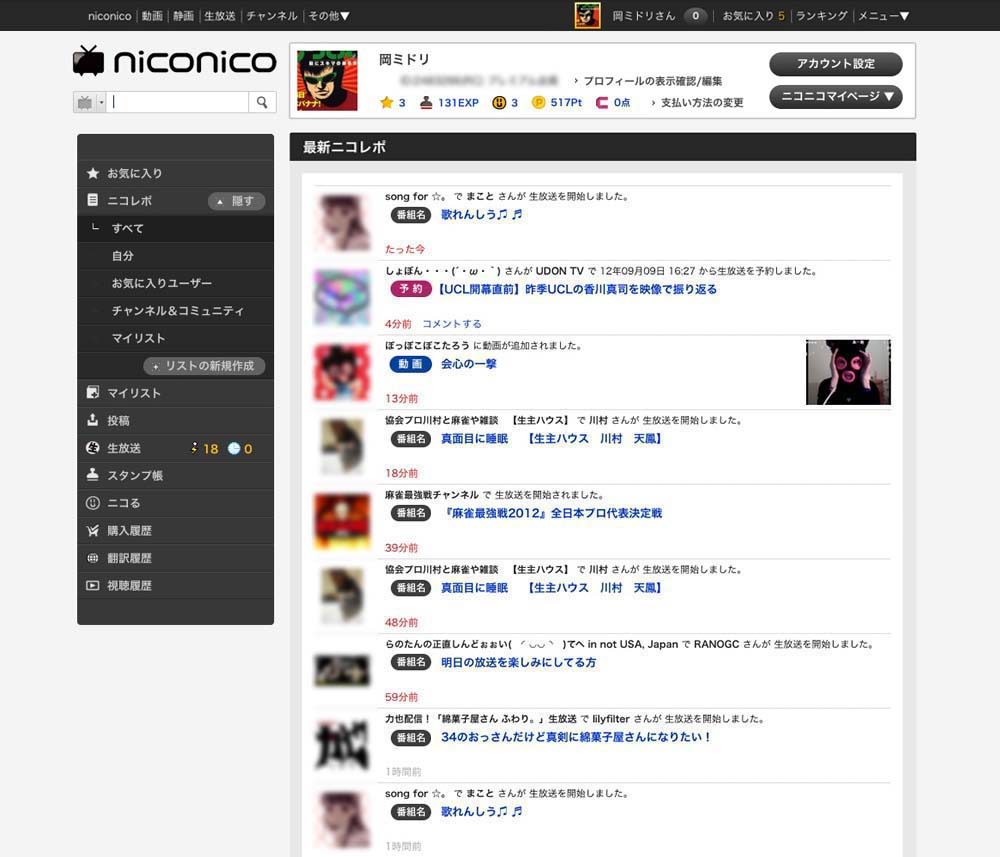 niconico 動画 静画 生放送 チャンネル その他▼
岡ミドリさん 0 お気に入り 5 ランキング メニュー▼
niconico
岡ミドリ
アカウント設定
› プロフィールの表示確認/編集
ニコニコマイページ ▼
3 131EXP 3 517Pt 0点 › 支払い方法の変更
お気に入り
ニコレポ ▲ 隠す
すべて
自分
お気に入りユーザー
チャンネル＆コミュニティ
マイリスト
+ リストの新規作成
マイリスト
投稿
生放送 18 0
スタンプ帳
ニコる
購入履歴
翻訳履歴
視聴履歴
最新ニコレポ
song for ☆。 で まこと さんが 生放送を開始しました。
番組名 歌れんしう♫ ♬
たった今
しょぼん・・・(´・ω・｀) さんが UDON TV で 12年09月09日 16:27 から生放送を予約しました。
予 約 【UCL開幕直前】昨季UCLの香川真司を映像で振り返る
4分前 コメントする
ぽっぽこぽこたろう に動画が追加されました。
動 画 会心の一撃
13分前
協会プロ川村と麻雀や雑談 【生主ハウス】 で 川村 さんが 生放送を開始しました。
番組名 真面目に睡眠 【生主ハウス 川村 天鳳】
18分前
麻雀最強戦チャンネル で 生放送を開始されました。
番組名 『麻雀最強戦2012』全日本プロ代表決定戦
39分前
協会プロ川村と麻雀や雑談 【生主ハウス】 で 川村 さんが 生放送を開始しました。
番組名 真面目に睡眠 【生主ハウス 川村 天鳳】
48分前
らのたんの正直しんどぉぉい( ◜◡◡◝ )てへ in not USA, Japan で RANOGC さんが 生放送を開始しました。
番組名 明日の放送を楽しみにしてる方
59分前
力也配信！「綿菓子屋さん ふわり。」生放送 で lilyfilter さんが 生放送を開始しました。
番組名 34のおっさんだけど真剣に綿菓子屋さんになりたい！
1時間前
song for ☆。 で まこと さんが 生放送を開始しました。
番組名 歌れんしう♫ ♬
1時間前